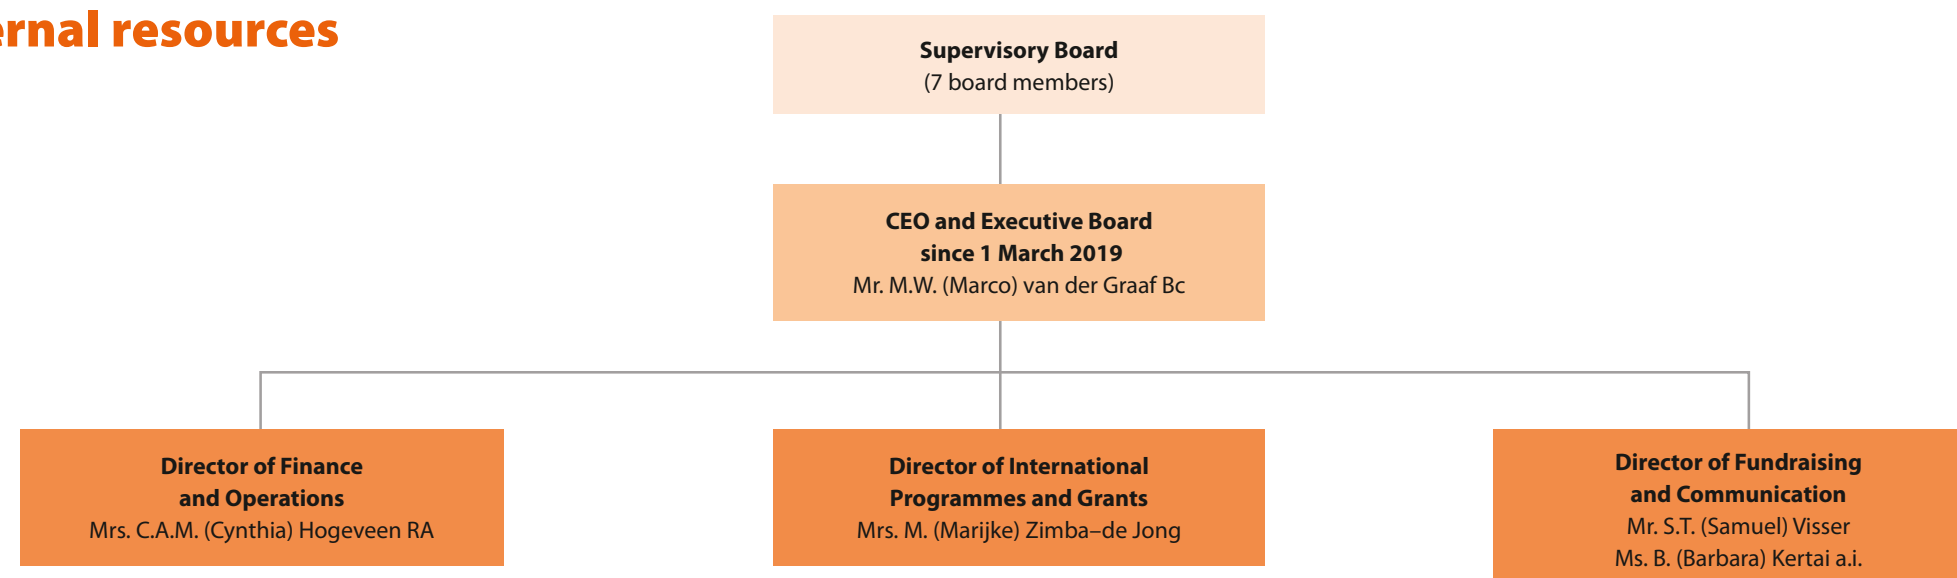 ernal resources
Supervisory Board
(7 board members)
CEO and Executive Board
since 1 March 2019
Mr. M.W. (Marco) van der Graaf Bc
Director of Finance
and Operations
Mrs. C.A.M. (Cynthia) Hogeveen RA
Director of International
Programmes and Grants
Mrs. M. (Marijke) Zimba–de Jong
Director of Fundraising
and Communication
Mr. S.T. (Samuel) Visser
Ms. B. (Barbara) Kertai a.i.